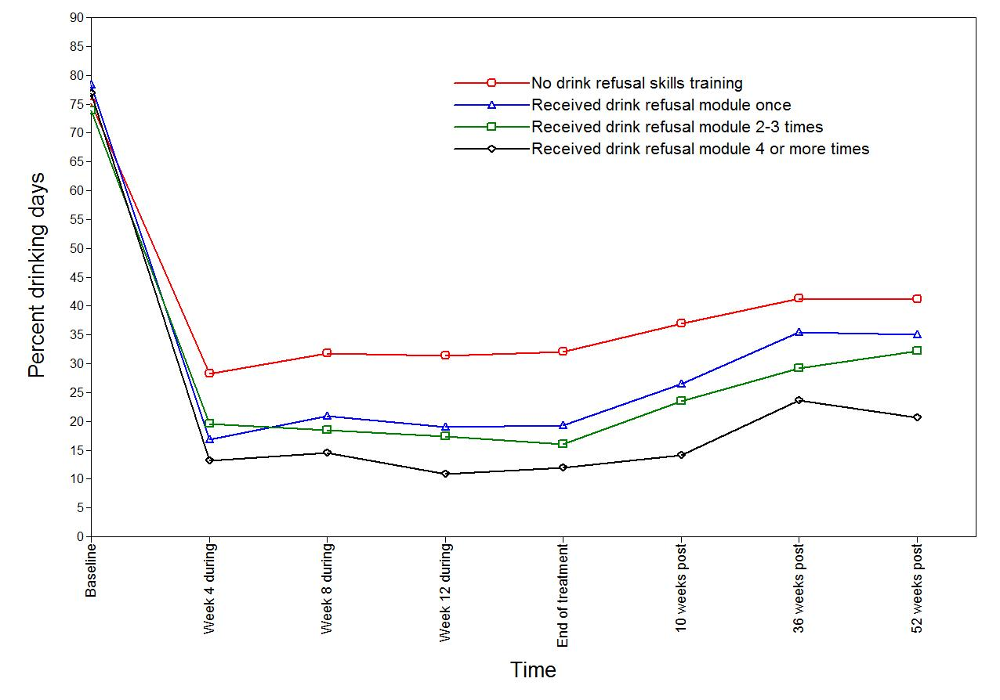 90
85
80
75
70
65
60
55
50
45
40
35
30
25
20
15
10
5
0
Percent drinking days
No drink refusal skills training
Received drink refusal module once
Received drink refusal module 2-3 times
Received drink refusal module 4 or more times
Baseline
Week 4 during
Week 8 during
Week 12 during
End of treatment
10 weeks post
36 weeks post
52 weeks post
Time